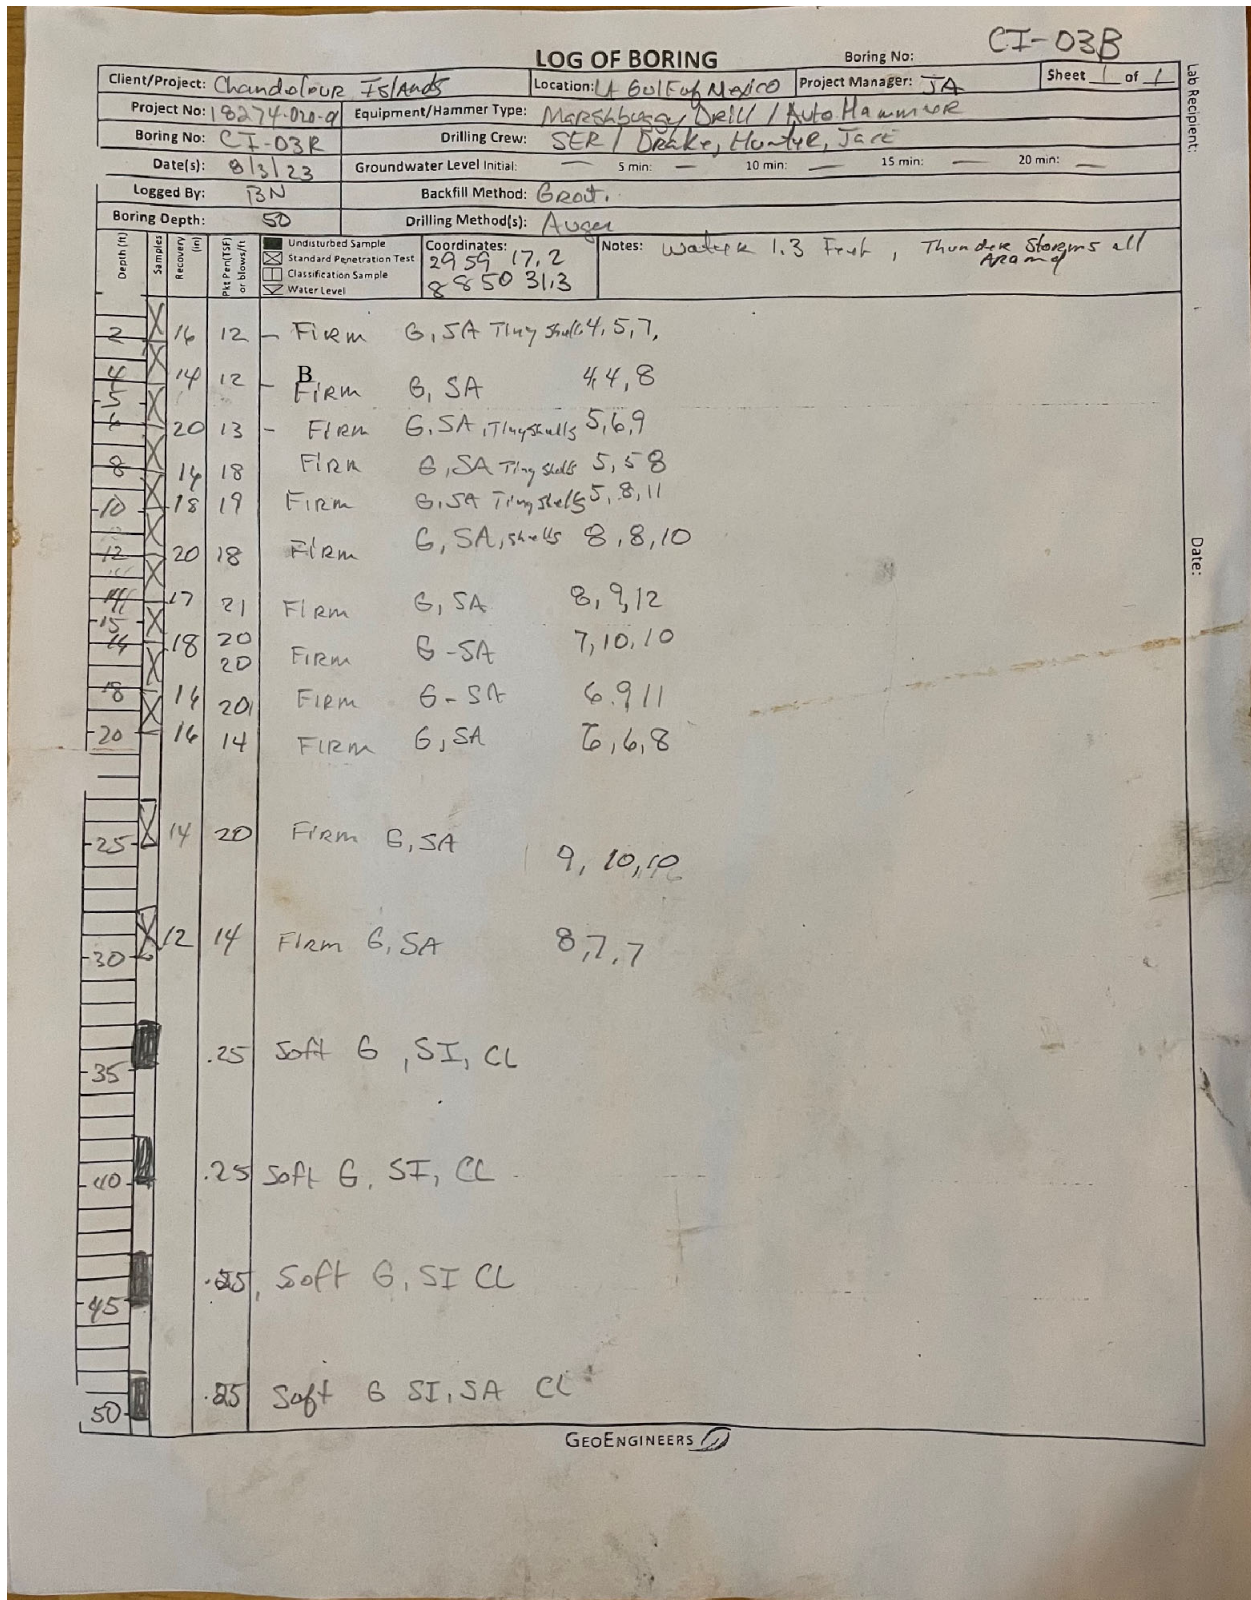 CI-03B
LOG OF BORING Boring No:
Client/Project: Chandolour Islands Location: LA Gulf of Mexico Project Manager: JA Sheet 1 of 1
Project No: 18274-020-9 Equipment/Hammer Type: Marshbuggy Drill / Auto Hammer
Boring No: CI-03B Drilling Crew: SER / Drake, Hunter,
Date(s): 8/3/23 Groundwater Level Initial: — 5 min: — 10 min: — 15 min: — 20 min:
Logged By: BN Backfill Method: Grout.
Boring Depth: 50 Drilling Method(s): Auger
Depth (ft) Samples Recovery (in) Pkt Pen(TSF) or blows/ft
Undisturbed Sample
Standard Penetration Test
Classification Sample
Water Level
Coordinates:
29 59 17.2
88 50 31.3
Notes: Water 1.3 Feet, Thunder Storms all Around
Lab Recipient:
Date:
2 16 12 - Firm G, SA Tiny Shells 4, 5, 7,
B
4 14 12 - Firm G, SA 4, 4, 8
5
6 20 13 - Firm G, SA, Tiny shells 5, 6, 9
8 14 18 Firm G, SA Tiny shells 5, 5 8
10 18 19 Firm G, SA Tiny shells 5, 8, 11
12 20 18 Firm G, SA, shells 8, 8, 10
14 17 21 Firm G, SA 8, 9, 12
15
16 18 20 Firm G-SA 7, 10, 10
20
18 16 20 Firm G-SA 6. 9 11
20 16 14 Firm G, SA 6, 6, 8
25 14 20 Firm G, SA 9, 10, 10
30 12 14 Firm G, SA 8, 7, 7
35 .25 Soft G, SI, CL
40 .25 Soft G, SI, CL
45 .25, Soft G, SI CL
50 .25 Soft G SI, SA CL
GEOENGINEERS